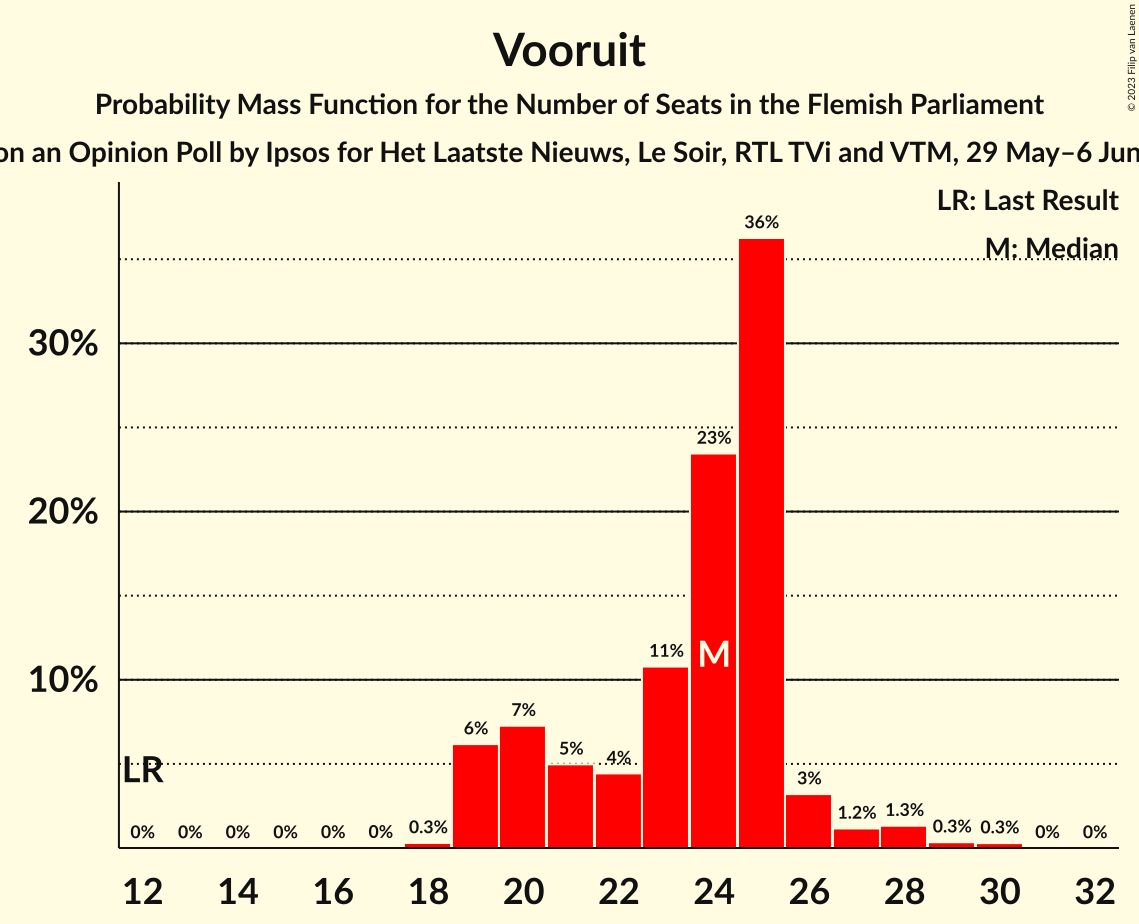 © 2023 Filip van Laenen
Vooruit
Probability Mass Function for the Number of Seats in the Flemish Parliament
on an Opinion Poll by Ipsos for Het Laatste Nieuws, Le Soir, RTL TVi and VTM, 29 May–6 Jun
LR: Last Result
M: Median
36%
30%
23%
20%
11%
M
10%
7%
6%
5%
4%
3%
LR
0% 0% 0% 0% 0% 0% 0.3% 1.2% 1.3% 0.3% 0.3% 0% 0%
12 14 16 18 20 22 24 26 28 30 32